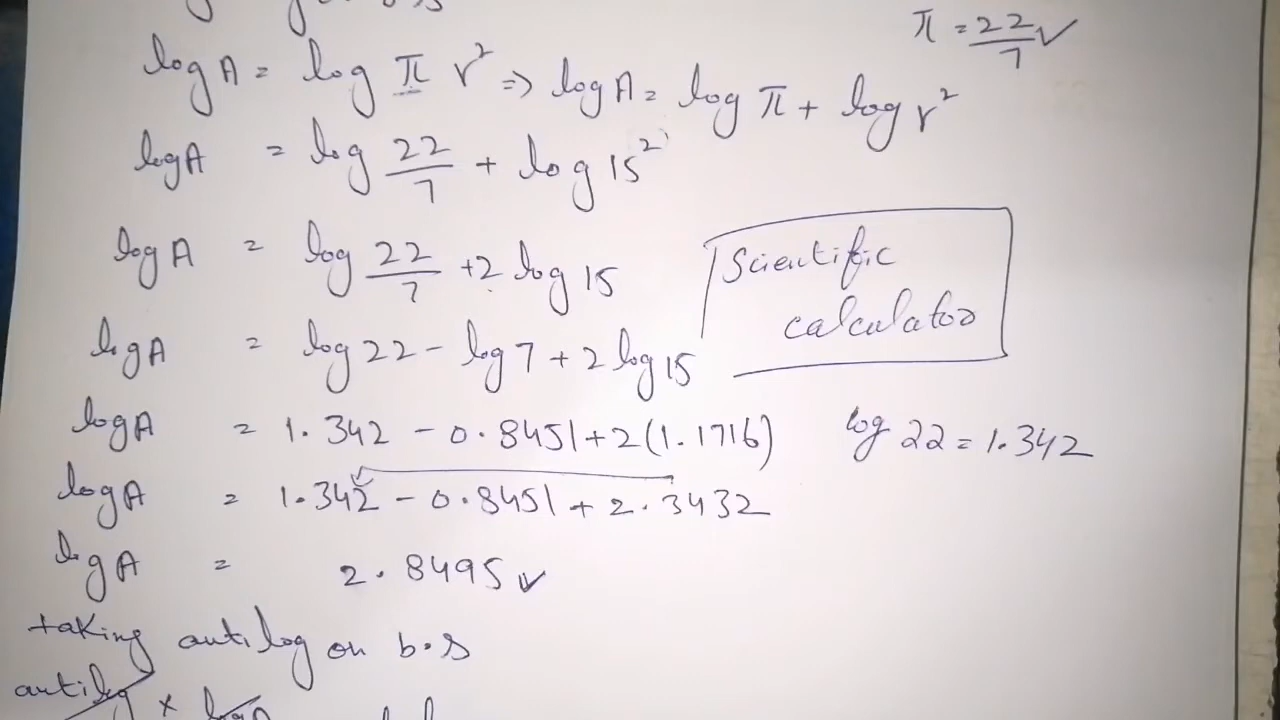 π = 22/7 ✓
log A = log π r² => log A = log π + log r²
log A = log 22/7 + log 15²
log A = log 22/7 + 2 log 15
Scientific
calculator
log A = log 22 - log 7 + 2 log 15
log A = 1.342 - 0.8451 + 2(1.1716) log 22 = 1.342
log A = 1.342 - 0.8451 + 2.3432
log A = 2.8495 ✓
taking antilog on b.s
antilog × log A